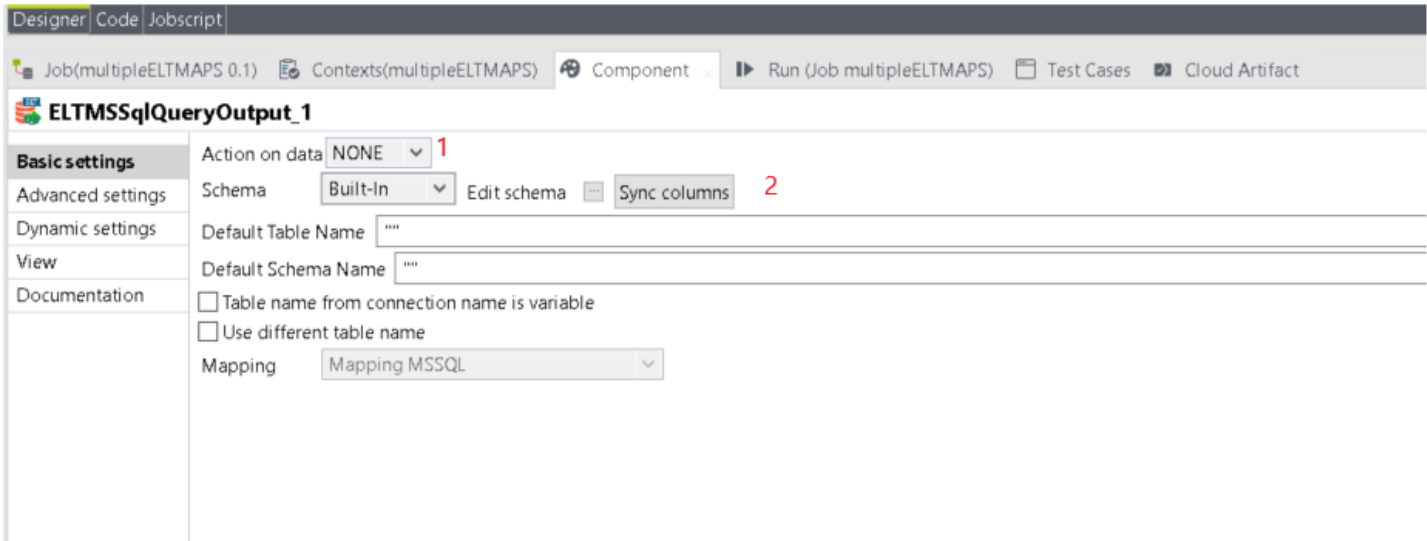 Designer Code Jobscript
Job(multipleELTMAPS 0.1) Contexts(multipleELTMAPS) Component Run (Job multipleELTMAPS) Test Cases Cloud Artifact
ELTMSSqlQueryOutput_1
Basic settings
Advanced settings
Dynamic settings
View
Documentation
Action on data NONE 1
Schema Built-In Edit schema ... Sync columns 2
Default Table Name ""
Default Schema Name ""
Table name from connection name is variable
Use different table name
Mapping Mapping MSSQL